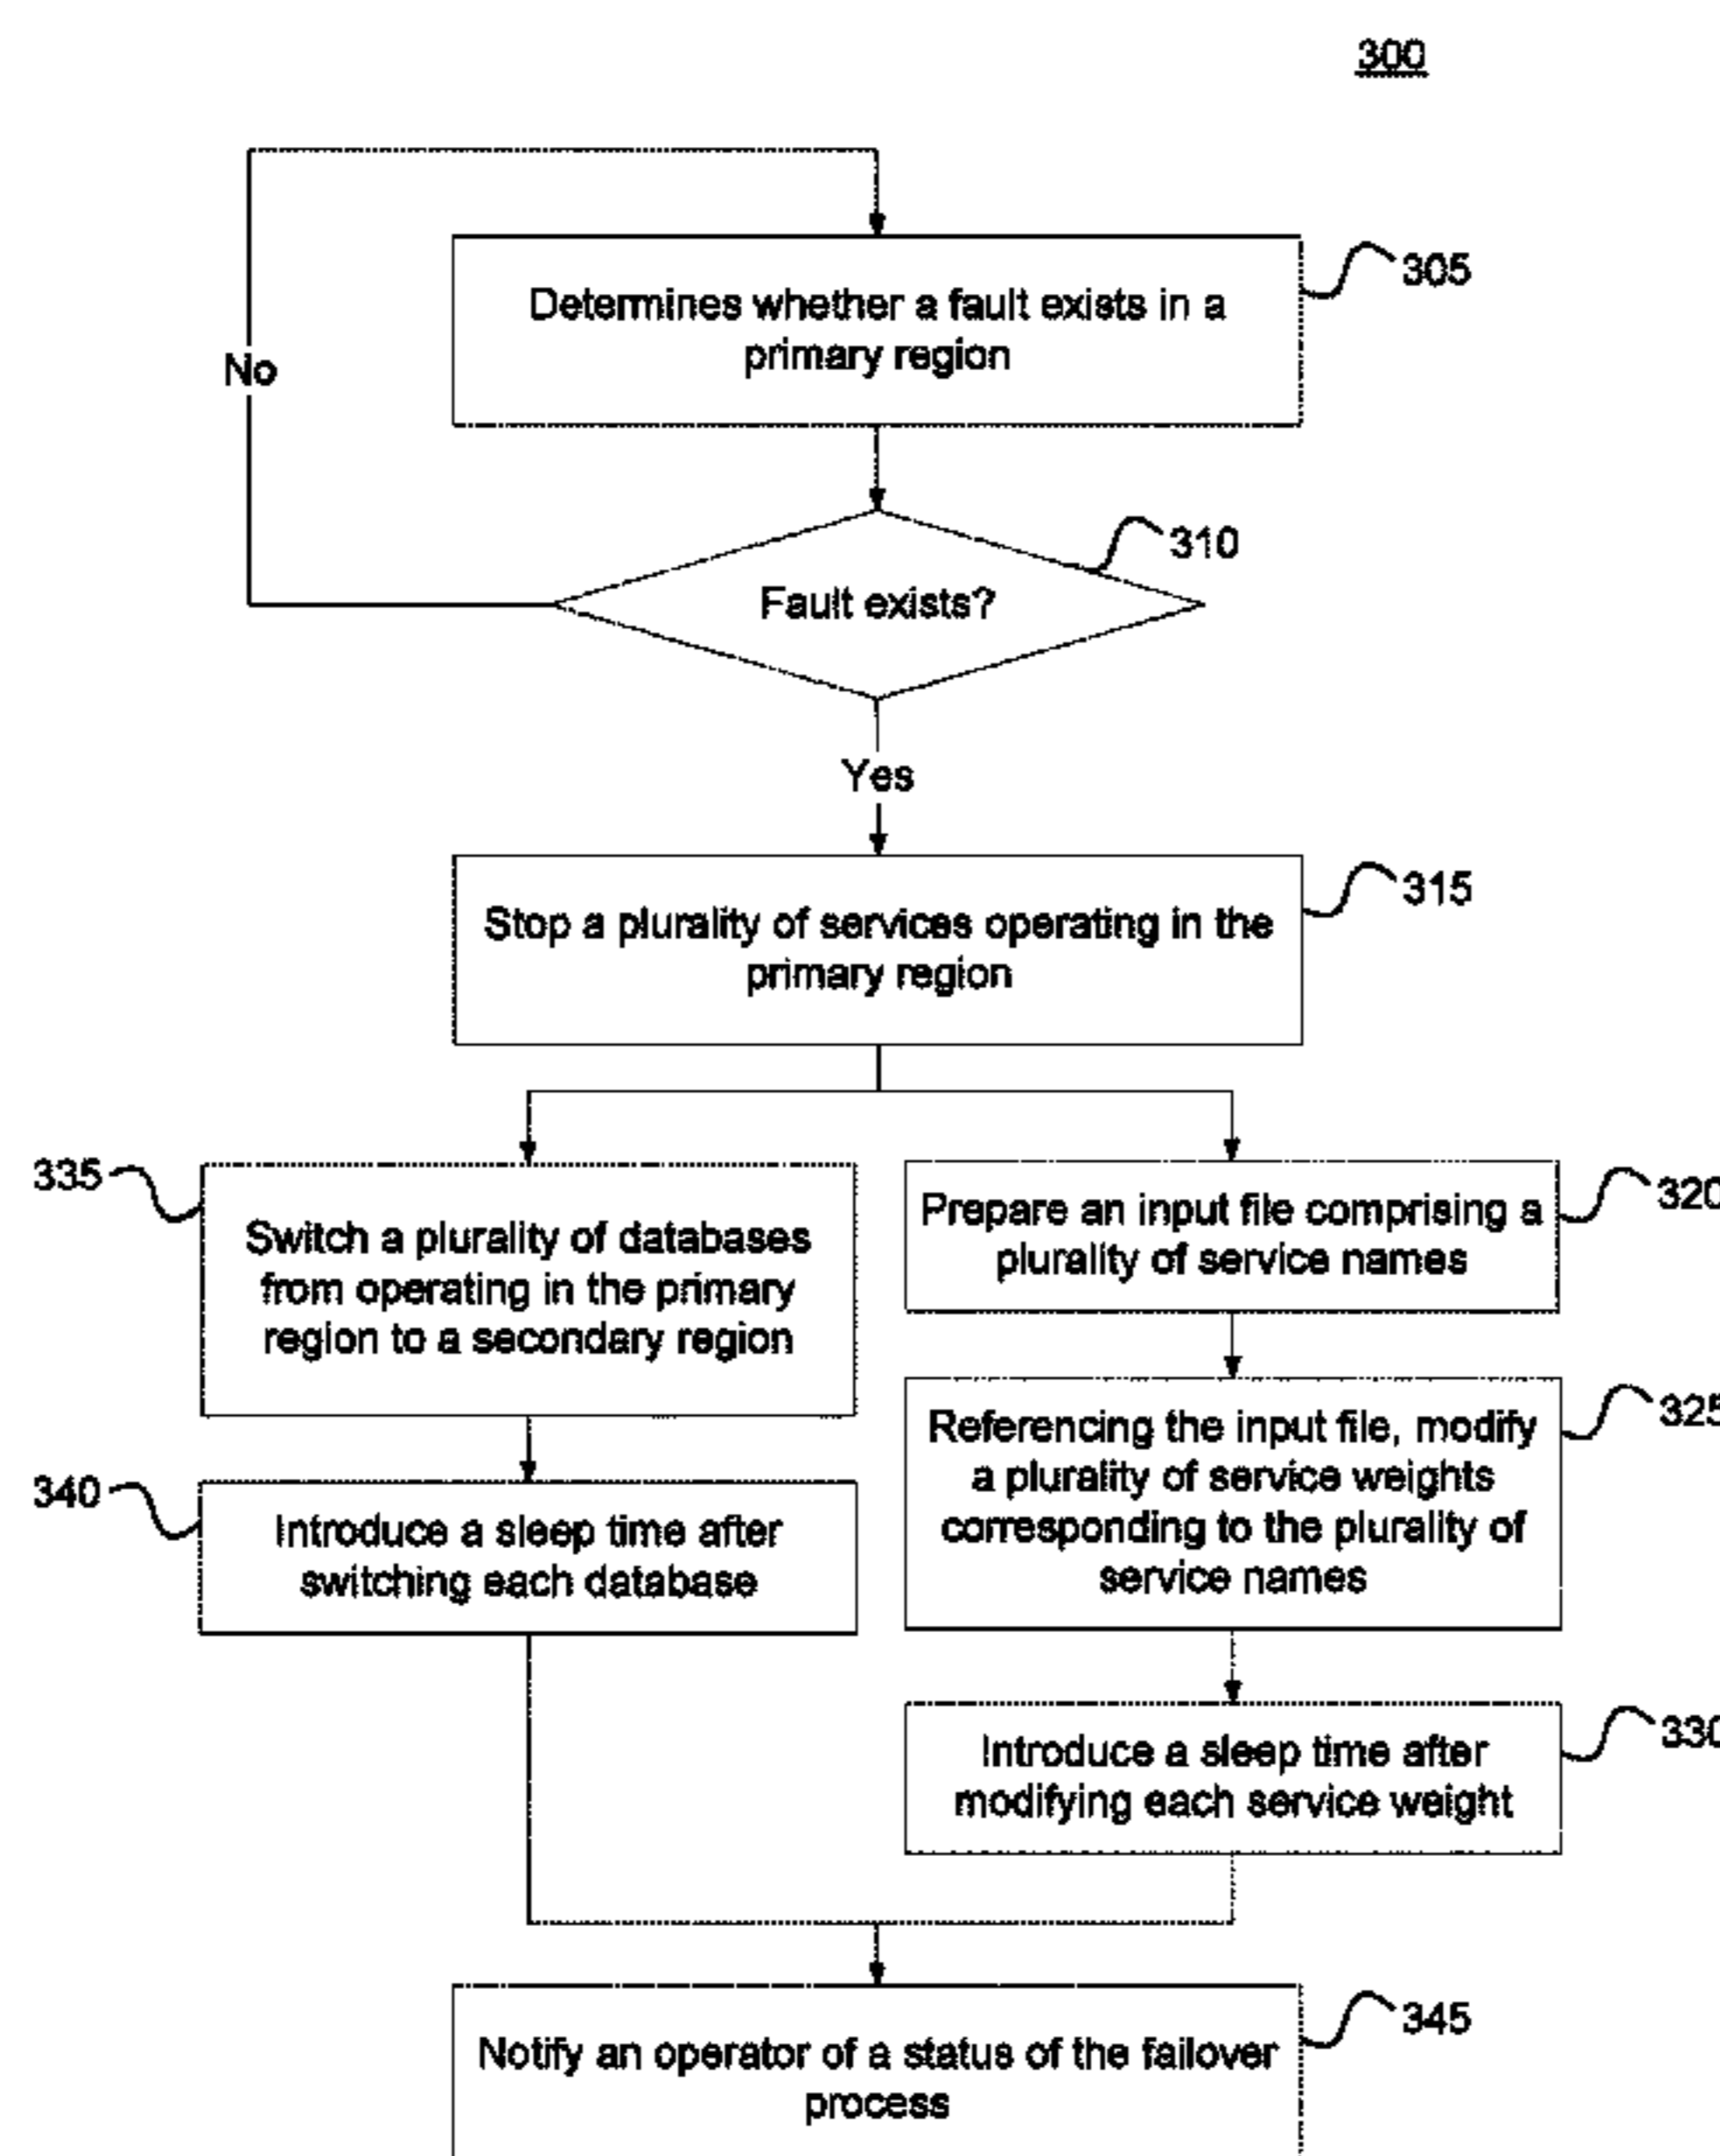 300
Determines whether a fault exists in a
primary region
305
No
Fault exists?
310
Yes
Stop a plurality of services operating in the
primary region
315
335
Switch a plurality of databases
from operating in the primary
region to a secondary region
Prepare an input file comprising a
plurality of service names
320
Referencing the input file, modify
a plurality of service weights
corresponding to the plurality of
service names
325
340
Introduce a sleep time after
switching each database
Introduce a sleep time after
modifying each service weight
330
Notify an operator of a status of the failover
process
345